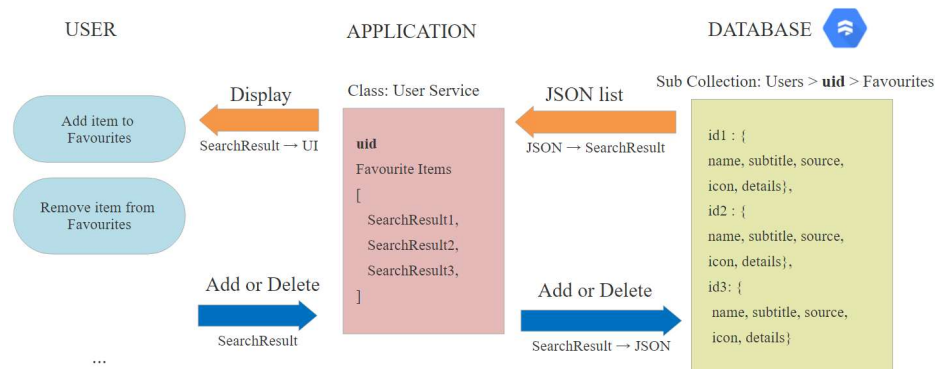 USER
APPLICATION
DATABASE
Sub Collection: Users > uid > Favourites
Display
Class: User Service
JSON list
Add item to
Favourites
SearchResult → UI
JSON → SearchResult
Remove item from
Favourites
uid
Favourite Items
[
SearchResult1,
SearchResult2,
SearchResult3,
]
id1 : {
name, subtitle, source,
icon, details},
id2 : {
name, subtitle, source,
icon, details},
id3: {
name, subtitle, source,
icon, details}
Add or Delete
SearchResult
Add or Delete
SearchResult → JSON
...